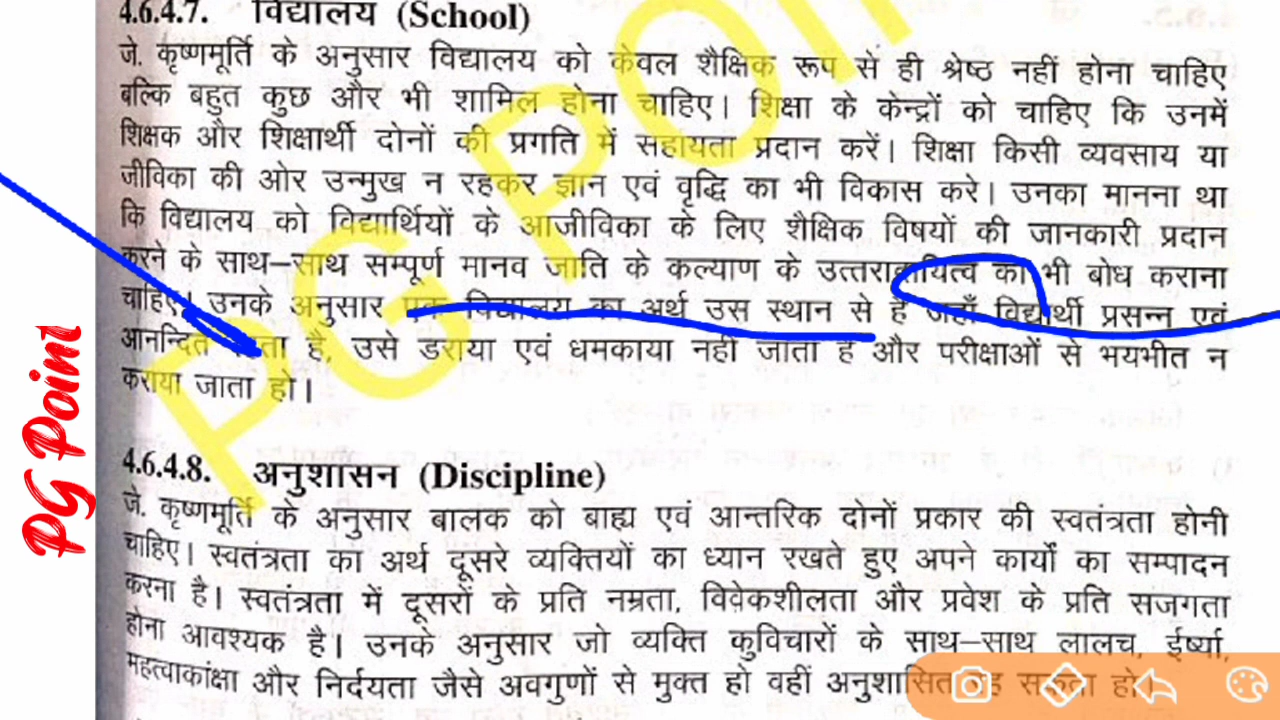 4.6.4.7. विद्यालय (School)
जे. कृष्णमूर्ति के अनुसार विद्यालय को केवल शैक्षिक रूप से ही श्रेष्ठ नहीं होना चाहिए
बल्कि बहुत कुछ और भी शामिल होना चाहिए। शिक्षा के केन्द्रों को चाहिए कि उनमें
शिक्षक और शिक्षार्थी दोनों की प्रगति में सहायता प्रदान करें। शिक्षा किसी व्यवसाय या
जीविका की ओर उन्मुख न रहकर ज्ञान एवं वृद्धि का भी विकास करे। उनका मानना था
कि विद्यालय को विद्यार्थियों के आजीविका के लिए शैक्षिक विषयों की जानकारी प्रदान
करने के साथ–साथ सम्पूर्ण मानव जाति के कल्याण के उत्तरादायित्व का भी बोध कराना
चाहिए। उनके अनुसार एक विद्यालय का अर्थ उस स्थान से है जहाँ विद्यार्थी प्रसन्न एवं
आनन्दित है, उसे डराया एवं धमकाया नहीं जाता है और परीक्षाओं से भयभीत न
कराया जाता हो।
4.6.4.8. अनुशासन (Discipline)
जे. कृष्णमूर्ति के अनुसार बालक को बाह्य एवं आन्तरिक दोनों प्रकार की स्वतंत्रता होनी
चाहिए। स्वतंत्रता का अर्थ दूसरे व्यक्तियों का ध्यान रखते हुए अपने कार्यों का सम्पादन
करना है। स्वतंत्रता में दूसरों के प्रति नम्रता, विवेकशीलता और प्रवेश के प्रति सजगता
होना आवश्यक है। उनके अनुसार जो व्यक्ति कुविचारों के साथ–साथ लालच, ईर्ष्या,
महत्वाकांक्षा और निर्दयता जैसे अवगुणों से मुक्त हो वहीं अनुशासित रह सकता हो।
PG Point
PG POI